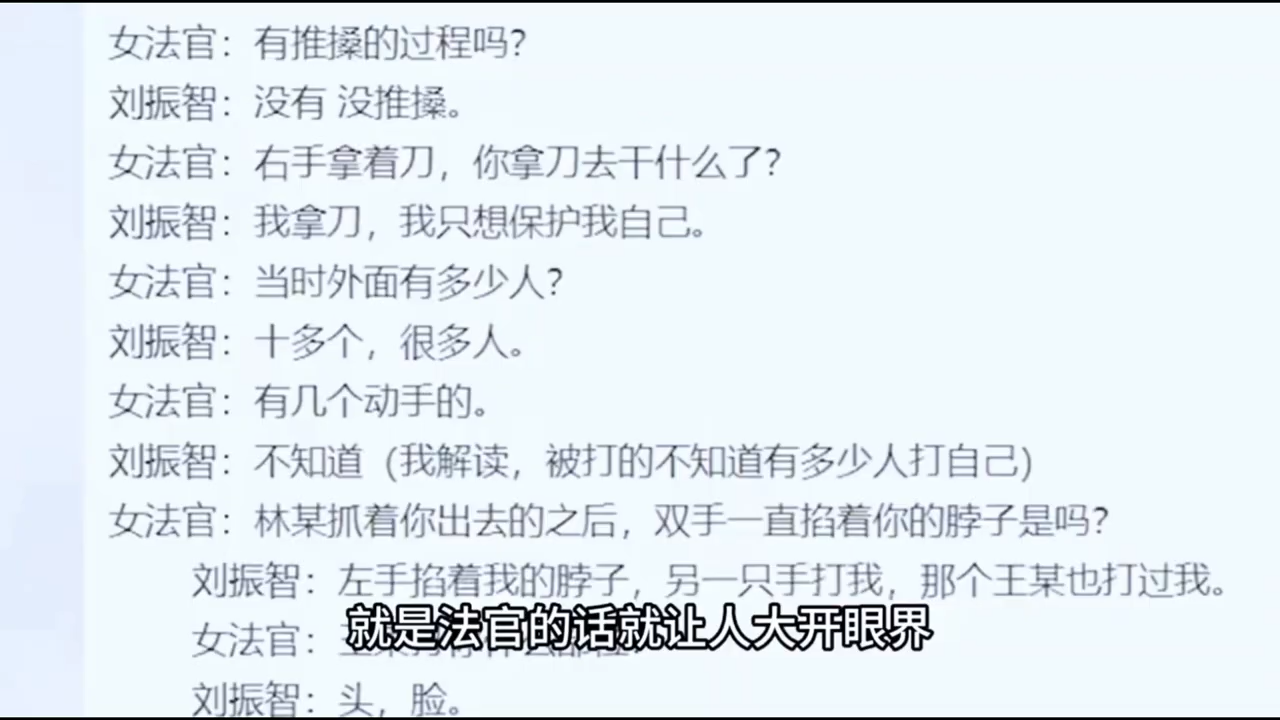 女法官：有推搡的过程吗？
刘振智：没有 没推搡。
女法官：右手拿着刀，你拿刀去干什么了？
刘振智：我拿刀，我只想保护我自己。
女法官：当时外面有多少人？
刘振智：十多个，很多人。
女法官：有几个动手的。
刘振智：不知道（我解读，被打的不知道有多少人打自己）
女法官：林某抓着你出去的之后，双手一直掐着你的脖子是吗？
刘振智：左手掐着我的脖子，另一只手打我，那个王某也打过我。
就是法官的话就让人大开眼界
女法官：
刘振智：头，脸。